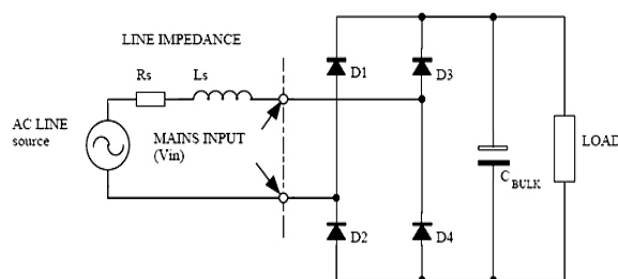 LINE IMPEDANCE
Rs
Ls
D1
D3
AC LINE
source
MAINS INPUT
(Vin)
LOAD
C BULK
D2
D4